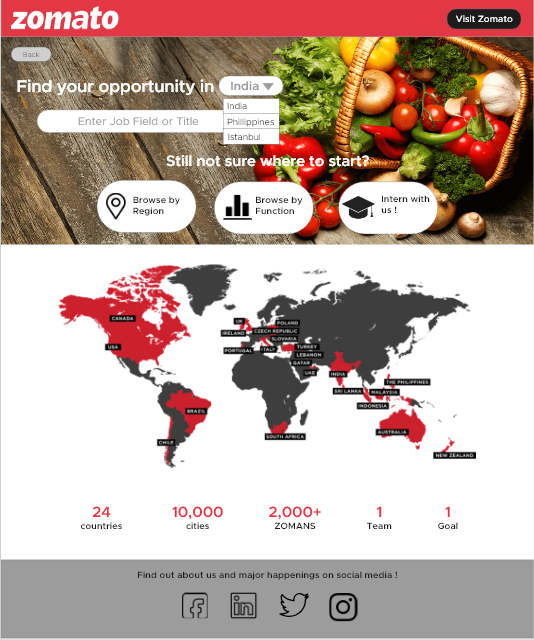 zomato
Visit Zomato
Back
Find your opportunity in
India
Enter Job Field or Title
India
Philippines
Istanbul
Still not sure where to start?
Browse by
Region
Browse by
Function
Intern with
us !
CANADA
USA
BRAZIL
CHILE
UK
IRELAND
PORTUGAL
POLAND
CZECH REPUBLIC
SLOVAKIA
ITALY
TURKEY
LEBANON
QATAR
UAE
INDIA
SRI LANKA
THE PHILIPPINES
MALAYSIA
INDONESIA
SOUTH AFRICA
AUSTRALIA
NEW ZEALAND
24
countries
10,000
cities
2,000+
ZOMANS
1
Team
1
Goal
Find out about us and major happenings on social media !